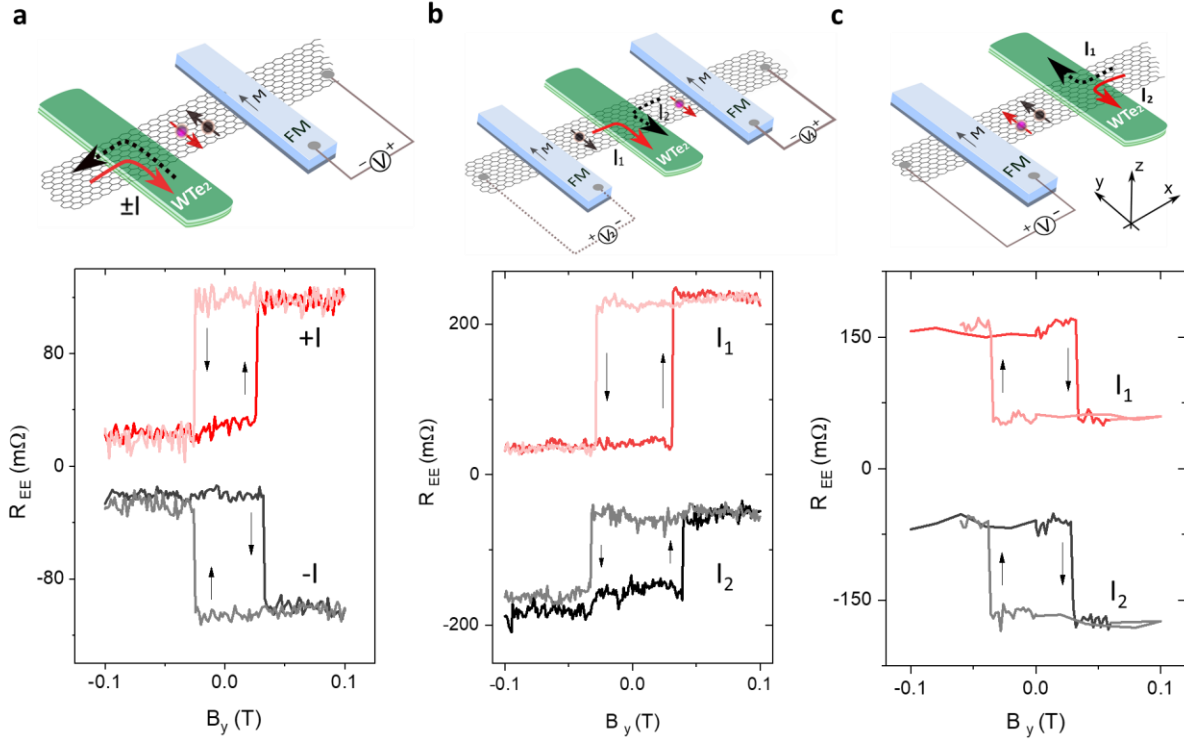 a
M
FM
WTe2
±I
- V +
80
0
-80
R EE (mΩ)
+I
-I
-0.1 0.0 0.1
B y (T)
b
M
FM
- V₁ +
I₂
I₁
WTe2
M
FM
+ V₂ -
200
0
-200
R EE (mΩ)
I₁
I₂
-0.1 0.0 0.1
B y (T)
c
I₁
I₂
WTe2
M
FM
+ V -
z
y x
150
0
-150
R EE (mΩ)
I₁
I₂
-0.1 0.0 0.1
B y (T)